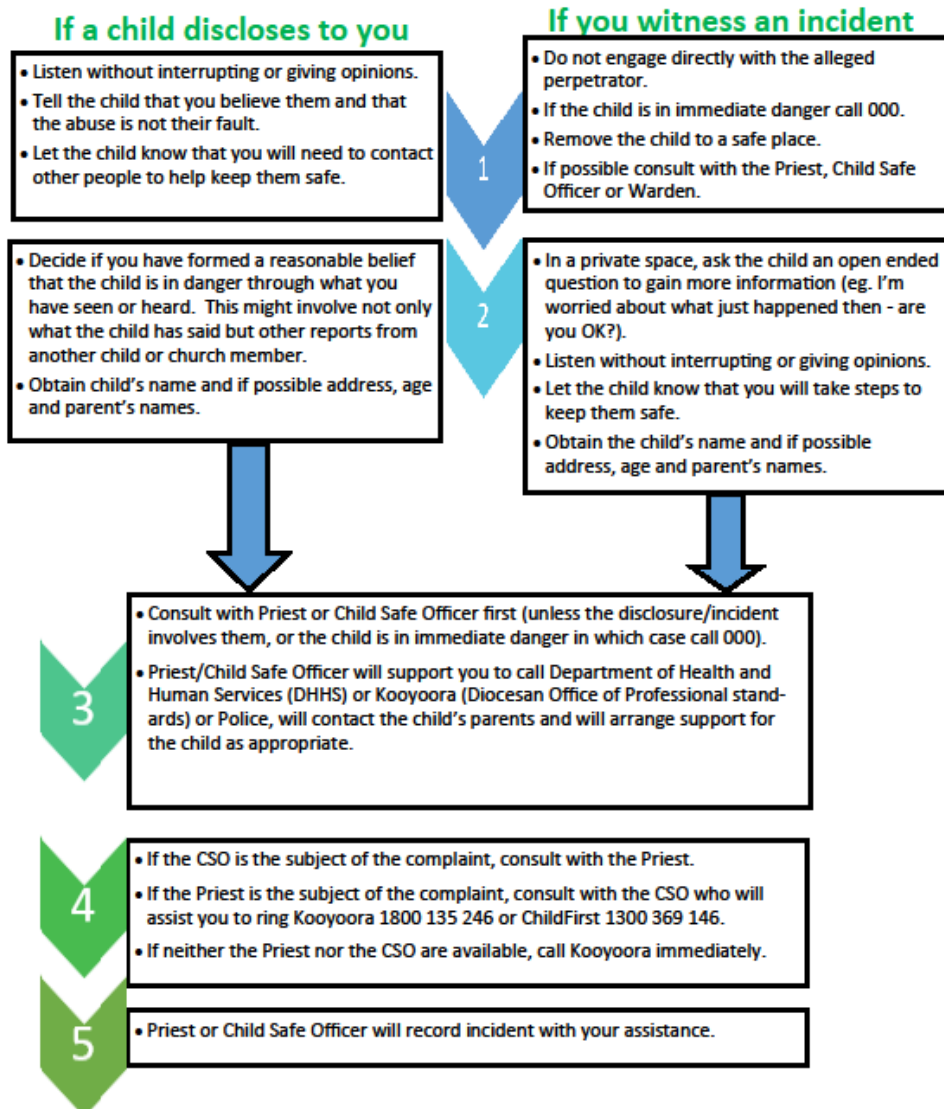 If a child discloses to you
• Listen without interrupting or giving opinions.
• Tell the child that you believe them and that
the abuse is not their fault.
• Let the child know that you will need to contact
other people to help keep them safe.
If you witness an incident
• Do not engage directly with the alleged
perpetrator.
• If the child is in immediate danger call 000.
• Remove the child to a safe place.
• If possible consult with the Priest, Child Safe
Officer or Warden.
1
• Decide if you have formed a reasonable belief
that the child is in danger through what you
have seen or heard.  This might involve not only
what the child has said but other reports from
another child or church member.
• Obtain child's name and if possible address, age
and parent's names.
2
• In a private space, ask the child an open ended
question to gain more information (eg. I'm
worried about what just happened then - are
you OK?).
• Listen without interrupting or giving opinions.
• Let the child know that you will take steps to
keep them safe.
• Obtain the child's name and if possible
address, age and parent's names.
3
• Consult with Priest or Child Safe Officer first (unless the disclosure/incident
involves them, or the child is in immediate danger in which case call 000).
• Priest/Child Safe Officer will support you to call Department of Health and
Human Services (DHHS) or Kooyoora (Diocesan Office of Professional stand-
ards) or Police, will contact the child's parents and will arrange support for
the child as appropriate.
4
• If the CSO is the subject of the complaint, consult with the Priest.
• If the Priest is the subject of the complaint, consult with the CSO who will
assist you to ring Kooyoora 1800 135 246 or ChildFirst 1300 369 146.
• If neither the Priest nor the CSO are available, call Kooyoora immediately.
5
• Priest or Child Safe Officer will record incident with your assistance.